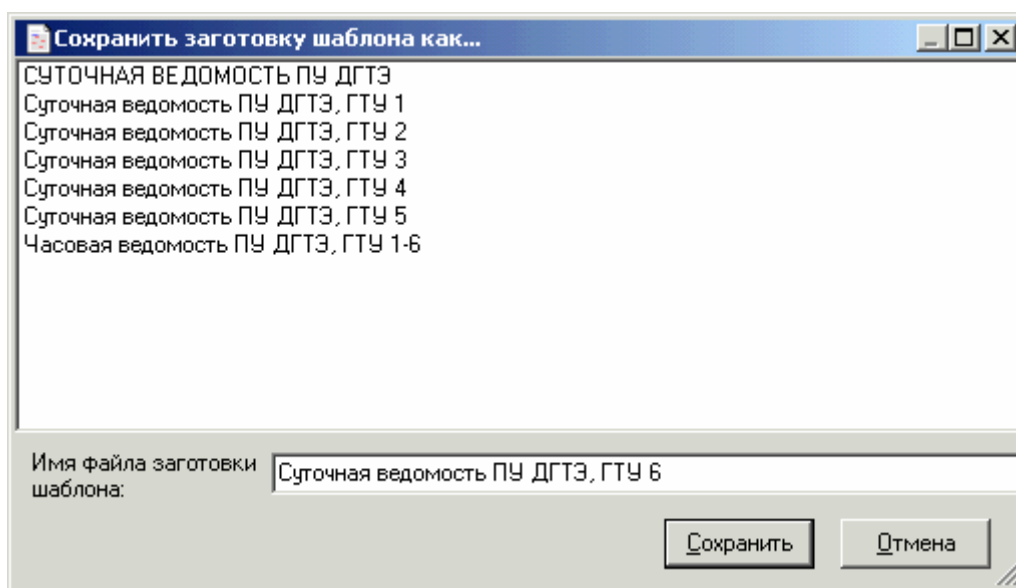 Сохранить заготовку шаблона как...
СУТОЧНАЯ ВЕДОМОСТЬ ПУ ДГТЭ
Суточная ведомость ПУ ДГТЭ, ГТУ 1
Суточная ведомость ПУ ДГТЭ, ГТУ 2
Суточная ведомость ПУ ДГТЭ, ГТУ 3
Суточная ведомость ПУ ДГТЭ, ГТУ 4
Суточная ведомость ПУ ДГТЭ, ГТУ 5
Часовая ведомость ПУ ДГТЭ, ГТУ 1-6
Имя файла заготовки
шаблона:
Суточная ведомость ПУ ДГТЭ, ГТУ 6
Сохранить
Отмена